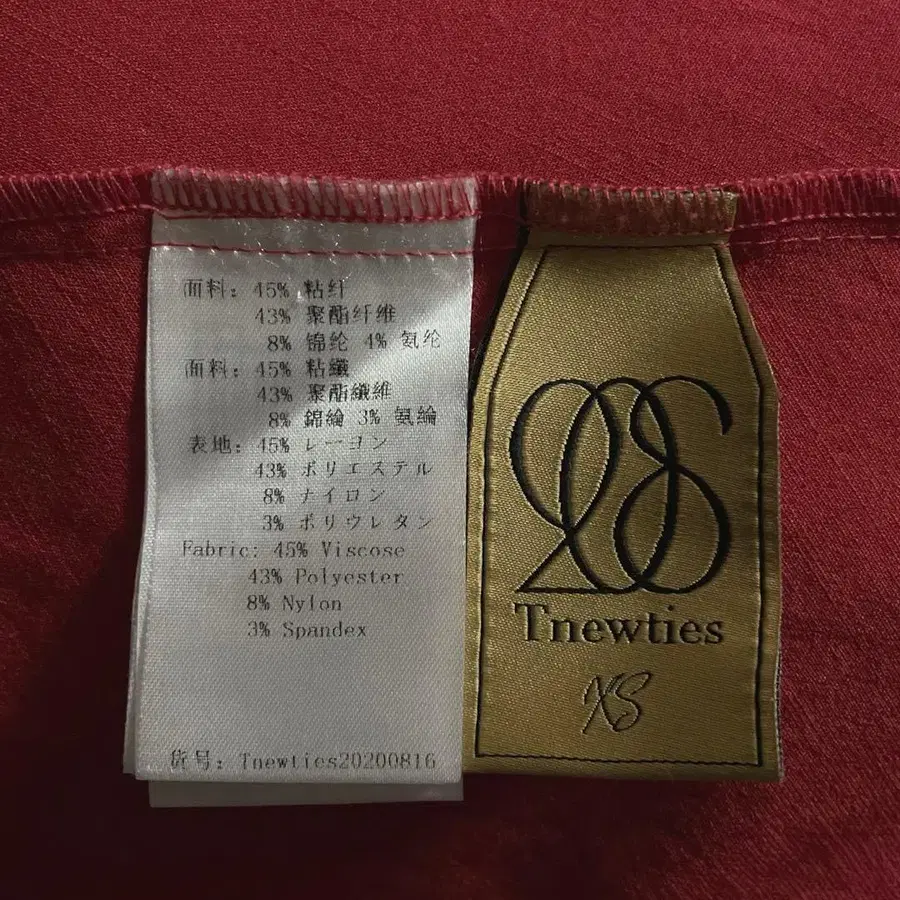 面料: 45% 粘纤
43% 聚酯纤维
8% 锦纶 4% 氨纶
面料: 45% 粘纖
43% 聚酯纖維
8% 錦綸 3% 氨綸
表地: 45% レーヨン
43% ポリエステル
8% ナイロン
3% ポリウレタン
Fabric: 45% Viscose
43% Polyester
8% Nylon
3% Spandex
货号: Tnewties20200816
Tnewties
XS